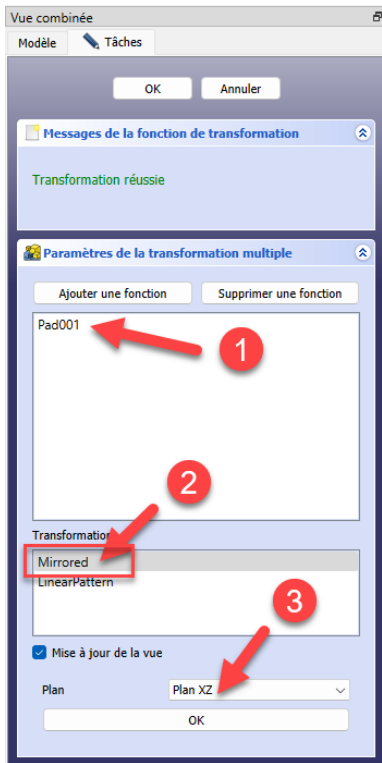 Vue combinée
Modèle Tâches
OK Annuler
Messages de la fonction de transformation
Transformation réussie
Paramètres de la transformation multiple
Ajouter une fonction Supprimer une fonction
Pad001
1
2
Transformation
Mirrored
LinearPattern
3
Mise à jour de la vue
Plan Plan XZ
OK